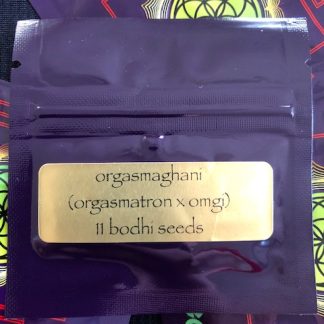 orgasmaghani
(orgasmatron x omgi)
11 bodhi seeds